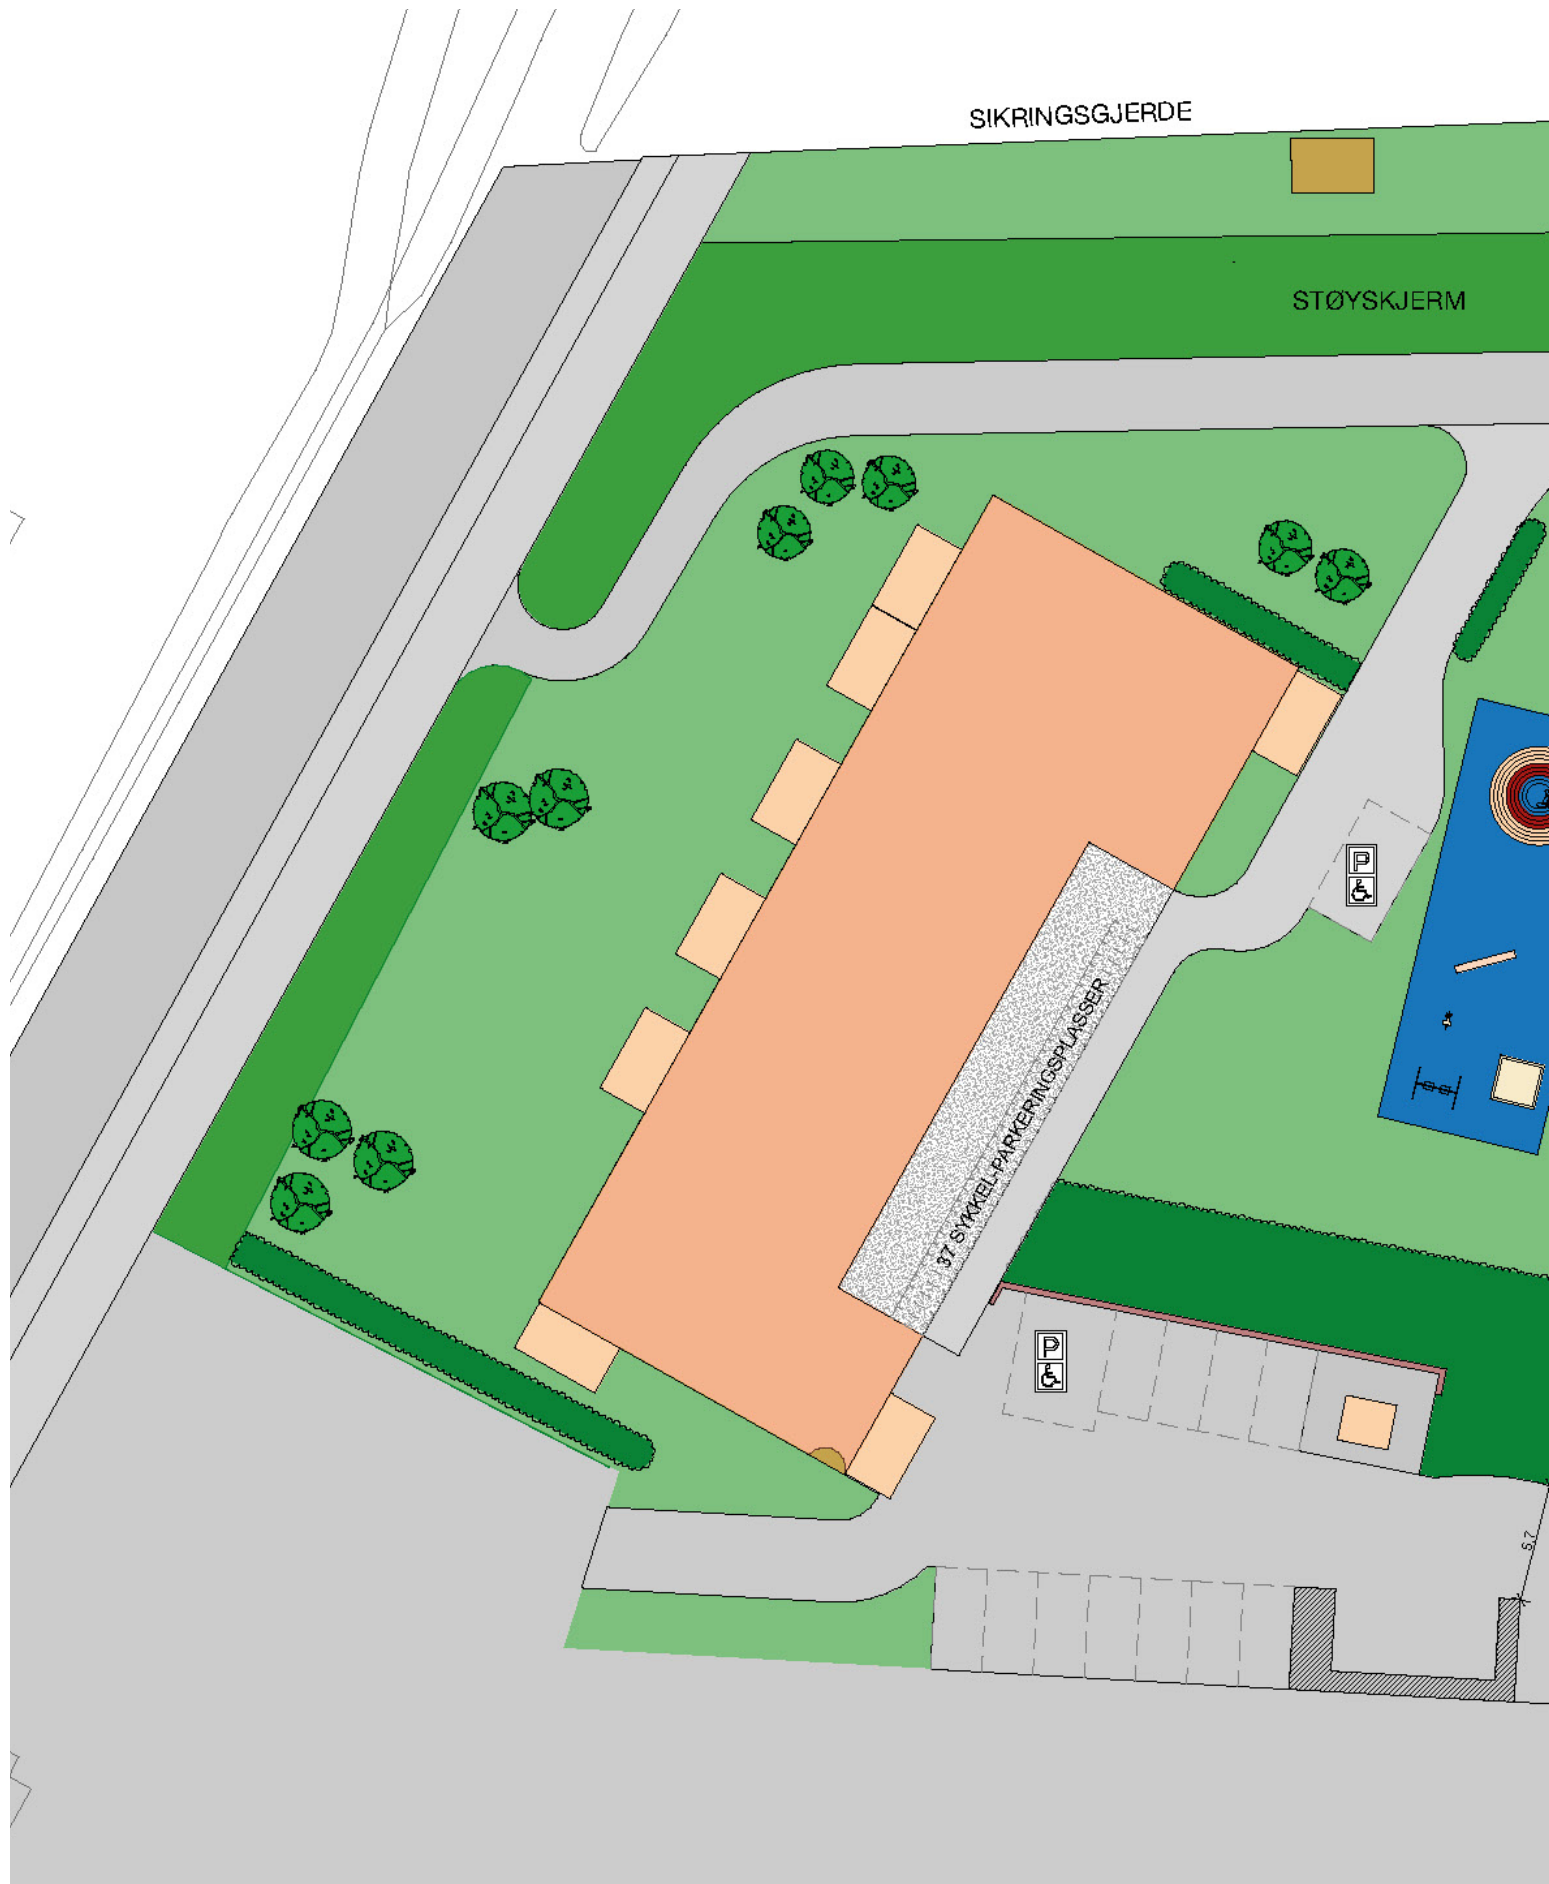 SIKRINGSGJERDE
STØYSKJERM
P
37 SYKKEL-PARKERINGSPLASSER
P
5.7